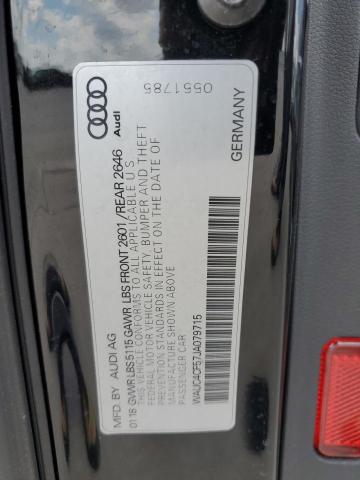 Audi
0551785
MFD. BY AUDI AG
01 18 GVWR LBS 5115 GAWR LBS FRONT 2601 / REAR 2646
THIS VEHICLE CONFORMS TO ALL APPLICABLE U S
FEDERAL MOTOR VEHICLE SAFETY, BUMPER AND THEFT
PREVENTION STANDARDS IN EFFECT ON THE DATE OF
MANUFACTURE SHOWN ABOVE
PASSENGER CAR
WAUC4CF57JA079715
GERMANY